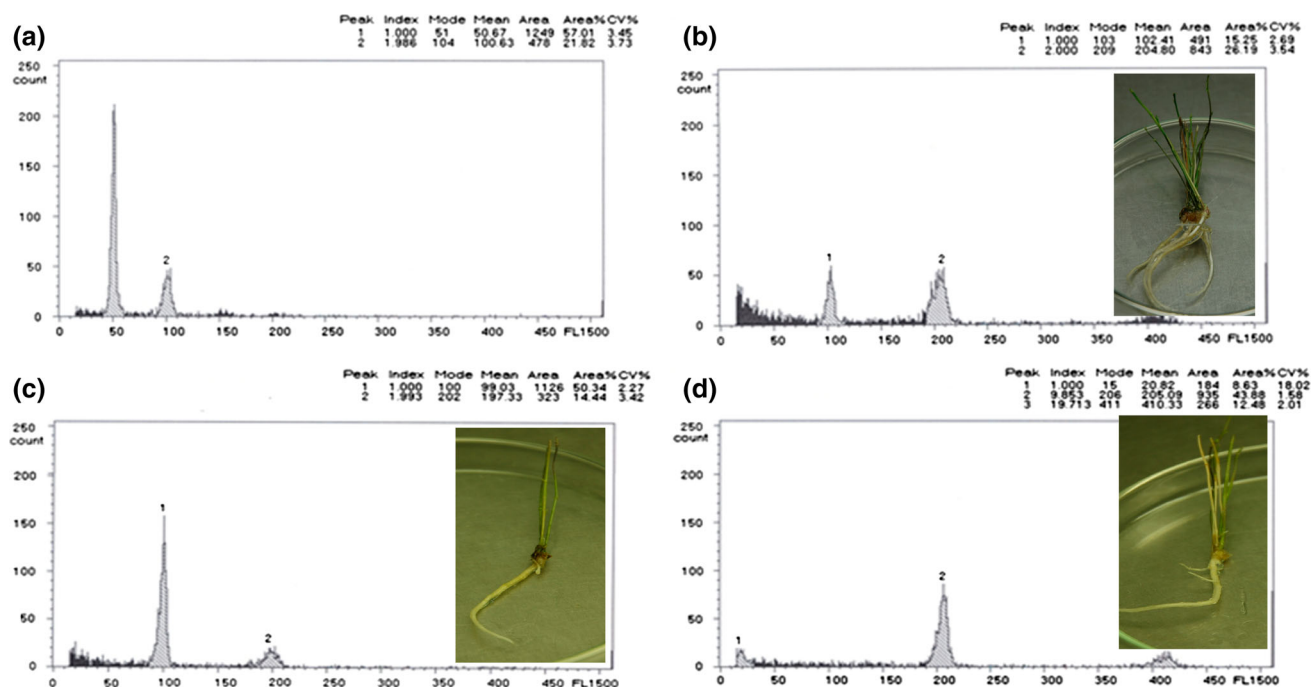 (a)
Peak Index Mode Mean Area Area% CV%
1 1.000 51 50.67 1249 57.01 3.45
2 1.986 104 100.63 478 21.82 3.73
250
count
200
150
100
50
0
2
0 50 100 150 200 250 300 350 400 450 FL1500
(b)
Peak Index Mode Mean Area Area% CV%
1 1.000 103 102.41 491 15.25 2.69
2 2.000 209 204.80 843 26.19 3.54
250
count
200
150
100
50
0
1 2
0 50 100 150 200 250 300 350 400 450 FL1500
(c)
Peak Index Mode Mean Area Area% CV%
1 1.000 100 99.03 1126 50.34 2.27
2 1.993 202 197.33 323 14.44 3.42
250
count
200
150
100
50
0
1
2
0 50 100 150 200 250 300 350 400 450 FL1500
(d)
Peak Index Mode Mean Area Area% CV%
1 1.000 15 20.82 184 8.63 18.02
2 9.853 206 205.09 935 43.88 1.58
3 19.713 411 410.33 266 12.48 2.01
250
count
200
150
100
50
0
2
1
0 50 100 150 200 250 300 350 400 450 FL1500